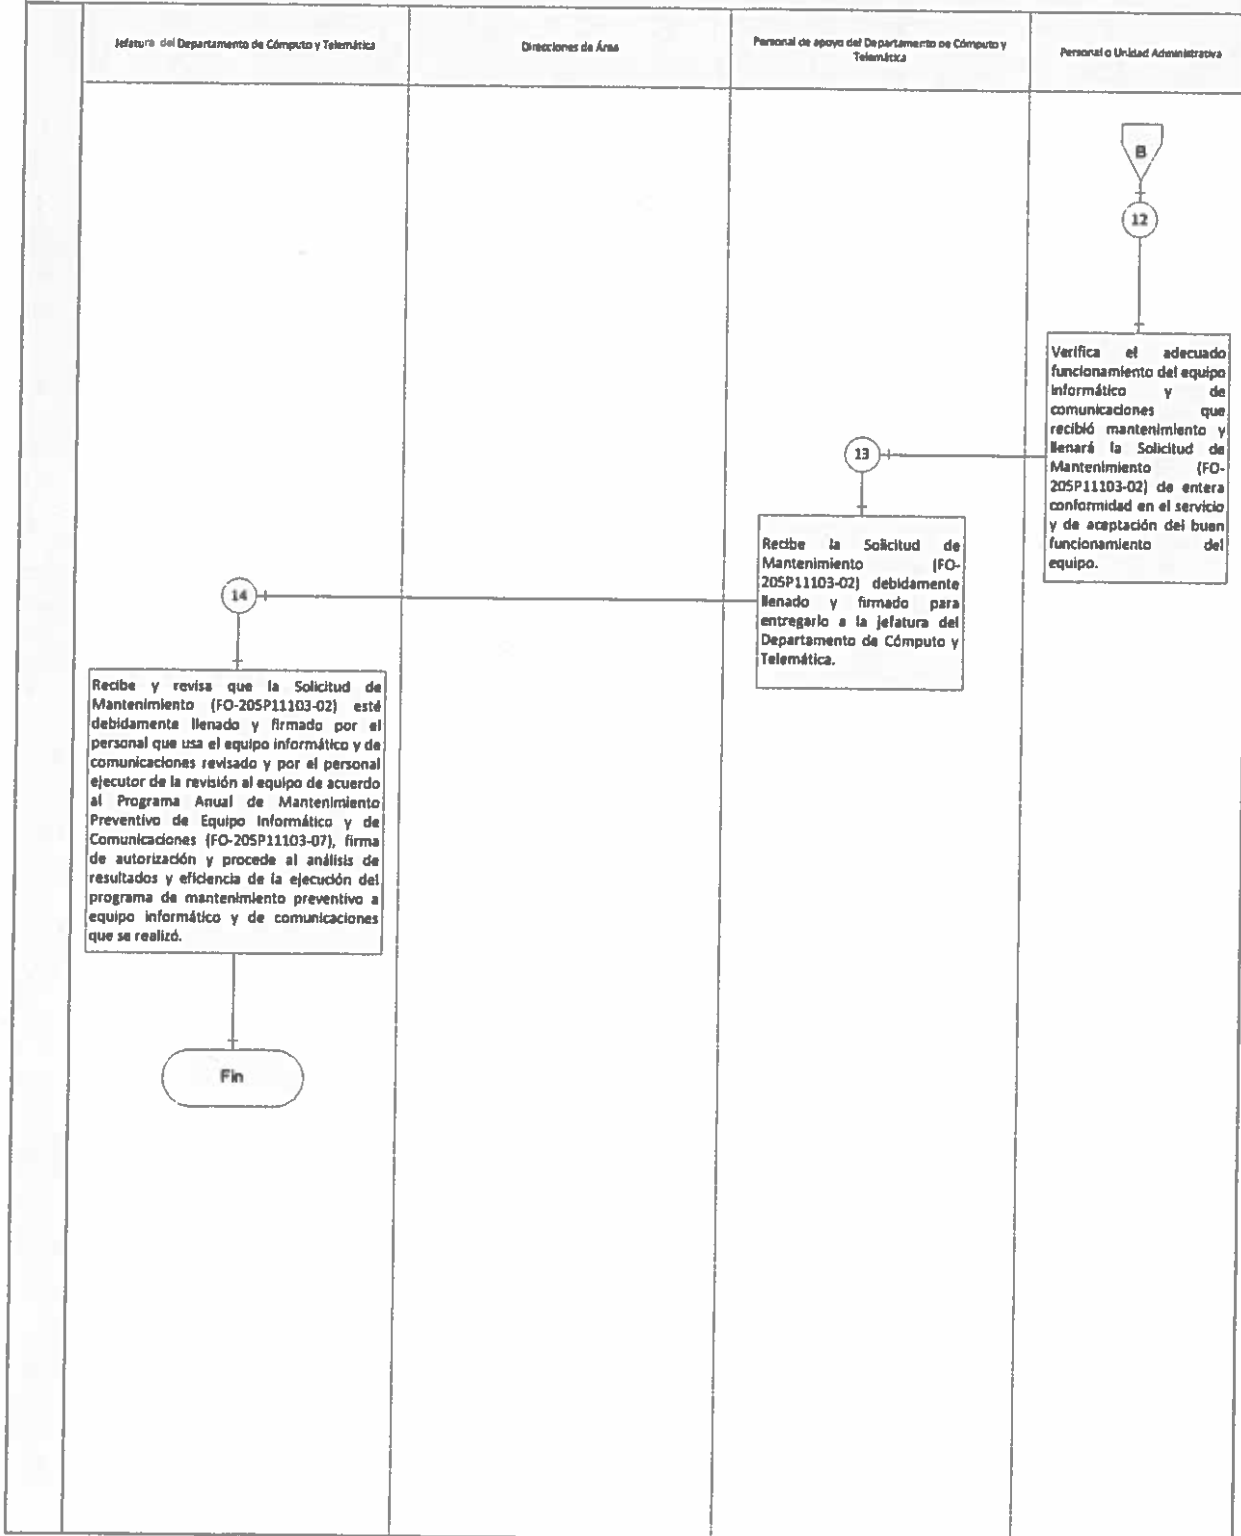 Jefatura del Departamento de Cómputo y Telemática
Direcciones de Área
Personal de apoyo del Departamento de Cómputo y
Telemática
Personal o Unidad Administrativa
B
12
Verifica el adecuado
funcionamiento del equipo
informático y de
comunicaciones que
recibió mantenimiento y
llenará la Solicitud de
Mantenimiento (FO-
205P11103-02) de entera
conformidad en el servicio
y de aceptación del buen
funcionamiento del
equipo.
13
Recibe la Solicitud de
Mantenimiento (FO-
205P11103-02) debidamente
llenado y firmado para
entregarlo a la jefatura del
Departamento de Cómputo y
Telemática.
14
Recibe y revisa que la Solicitud de
Mantenimiento (FO-205P11103-02) esté
debidamente llenado y firmado por el
personal que usa el equipo informático y de
comunicaciones revisado y por el personal
ejecutor de la revisión al equipo de acuerdo
al Programa Anual de Mantenimiento
Preventivo de Equipo Informático y de
Comunicaciones (FO-205P11103-07), firma
de autorización y procede al análisis de
resultados y eficiencia de la ejecución del
programa de mantenimiento preventivo a
equipo informático y de comunicaciones
que se realizó.
Fin